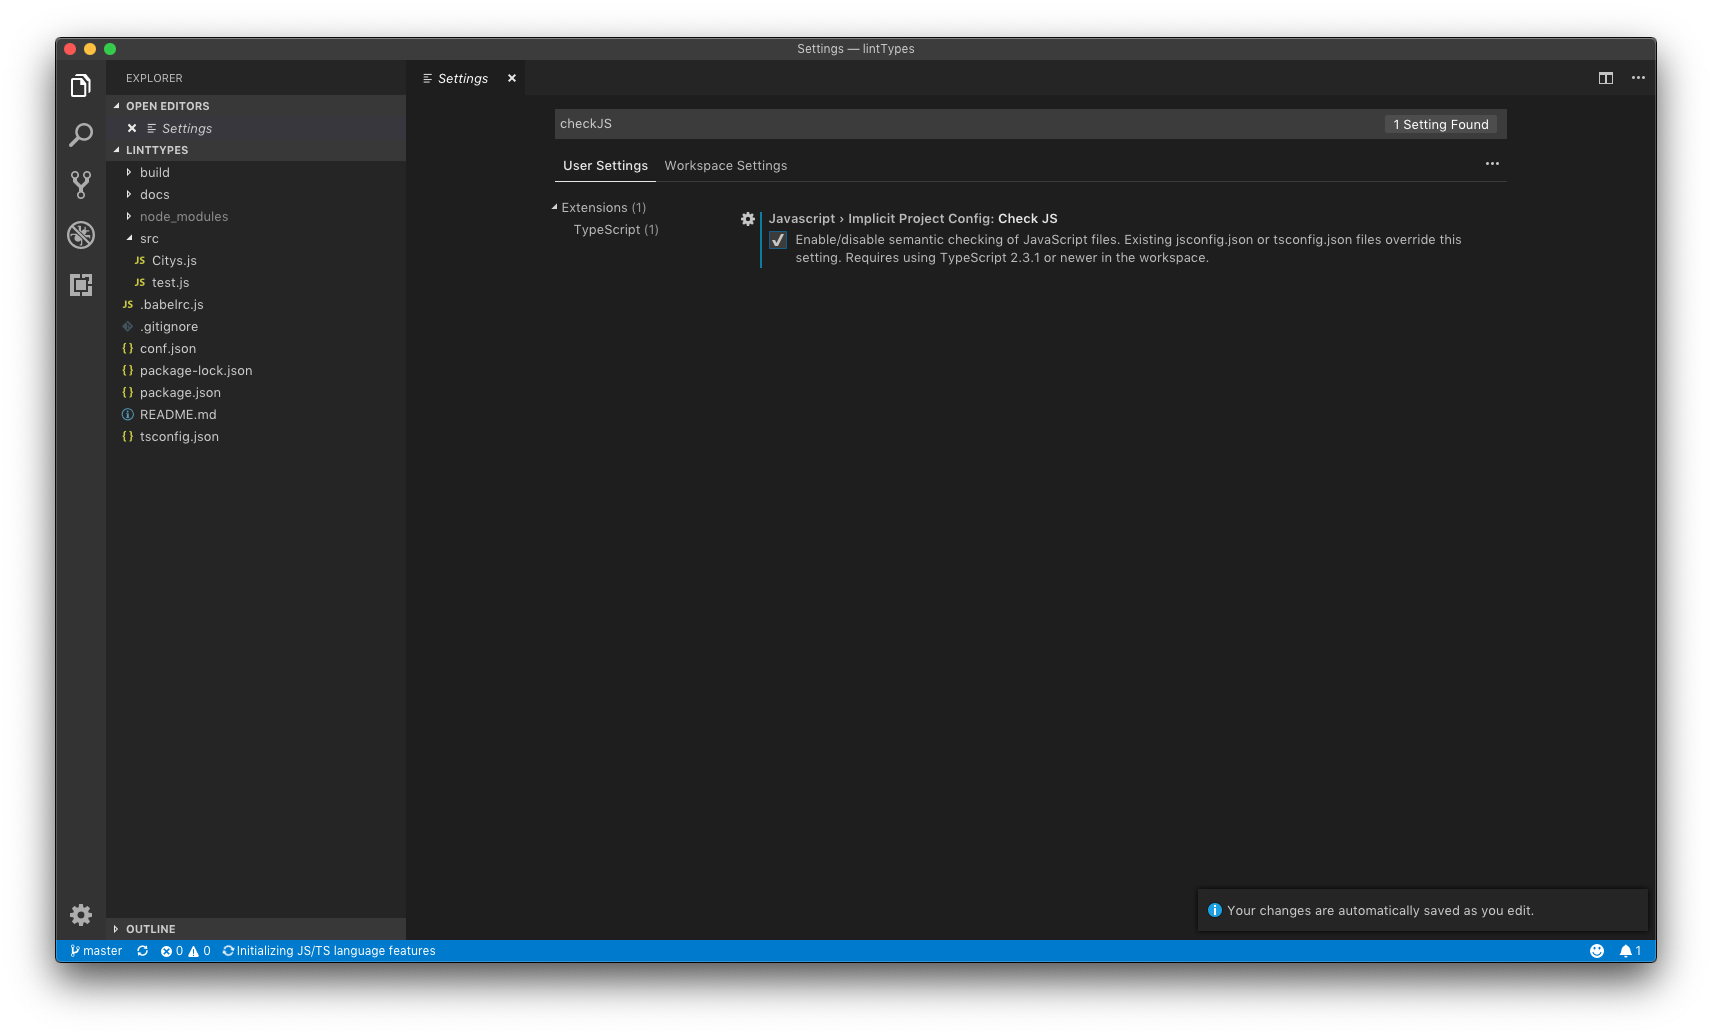 Settings — lintTypes
EXPLORER
OPEN EDITORS
Settings
LINTTYPES
build
docs
node_modules
src
JS Citys.js
JS test.js
JS .babelrc.js
.gitignore
{} conf.json
{} package-lock.json
{} package.json
README.md
{} tsconfig.json
OUTLINE
Settings
checkJS
1 Setting Found
User Settings
Workspace Settings
Extensions (1)
TypeScript (1)
Javascript › Implicit Project Config: Check JS
Enable/disable semantic checking of JavaScript files. Existing jsconfig.json or tsconfig.json files override this
setting. Requires using TypeScript 2.3.1 or newer in the workspace.
Your changes are automatically saved as you edit.
master 0 0 Initializing JS/TS language features 1